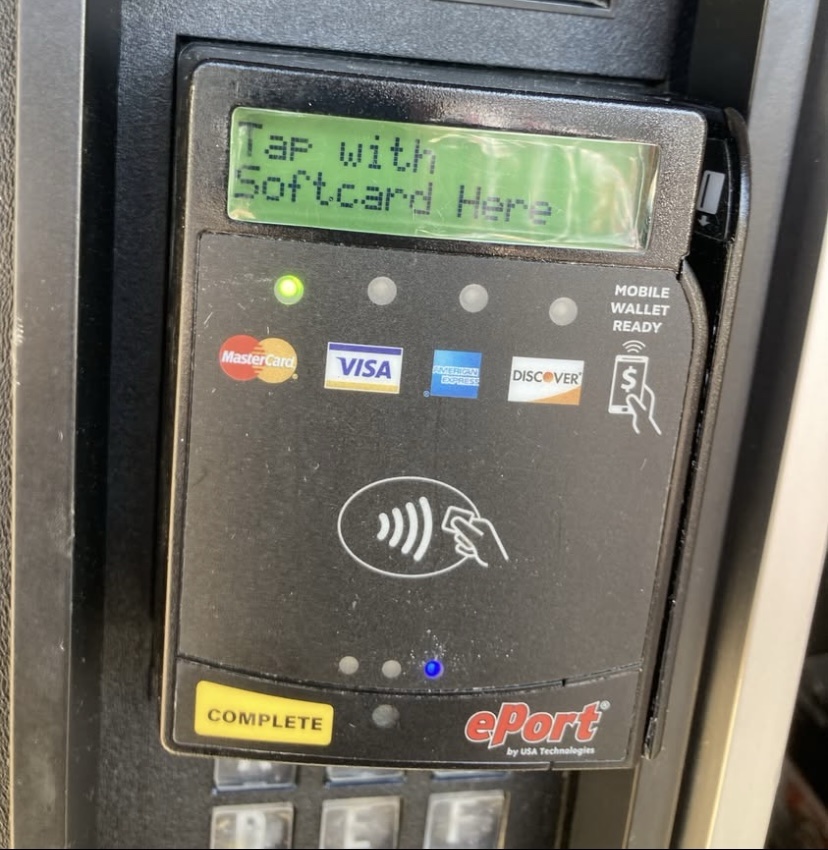 Tap with
Softcard Here
MOBILE
WALLET
READY
MasterCard
VISA
AMERICAN
EXPRESS
DISCOVER
$
COMPLETE
ePort®
by USA Technologies
E
F